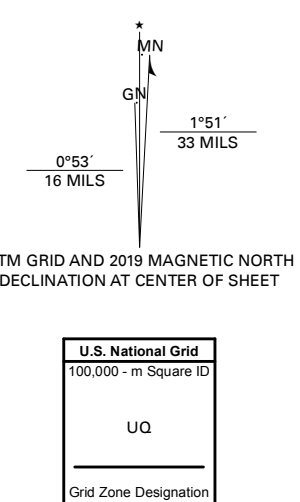 ★
MN
GN
1°51´
33 MILS
0°53´
16 MILS
TM GRID AND 2019 MAGNETIC NORTH
DECLINATION AT CENTER OF SHEET
U.S. National Grid
100,000 - m Square ID
UQ
Grid Zone Designation